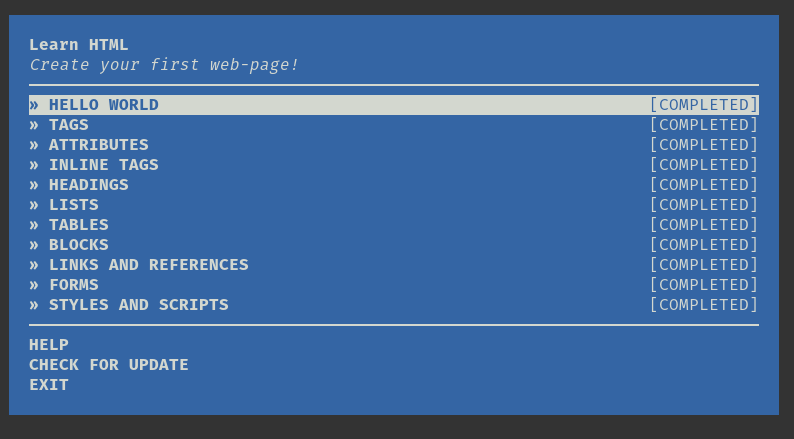 Learn HTML
Create your first web-page!
» HELLO WORLD [COMPLETED]
» TAGS [COMPLETED]
» ATTRIBUTES [COMPLETED]
» INLINE TAGS [COMPLETED]
» HEADINGS [COMPLETED]
» LISTS [COMPLETED]
» TABLES [COMPLETED]
» BLOCKS [COMPLETED]
» LINKS AND REFERENCES [COMPLETED]
» FORMS [COMPLETED]
» STYLES AND SCRIPTS [COMPLETED]
HELP
CHECK FOR UPDATE
EXIT